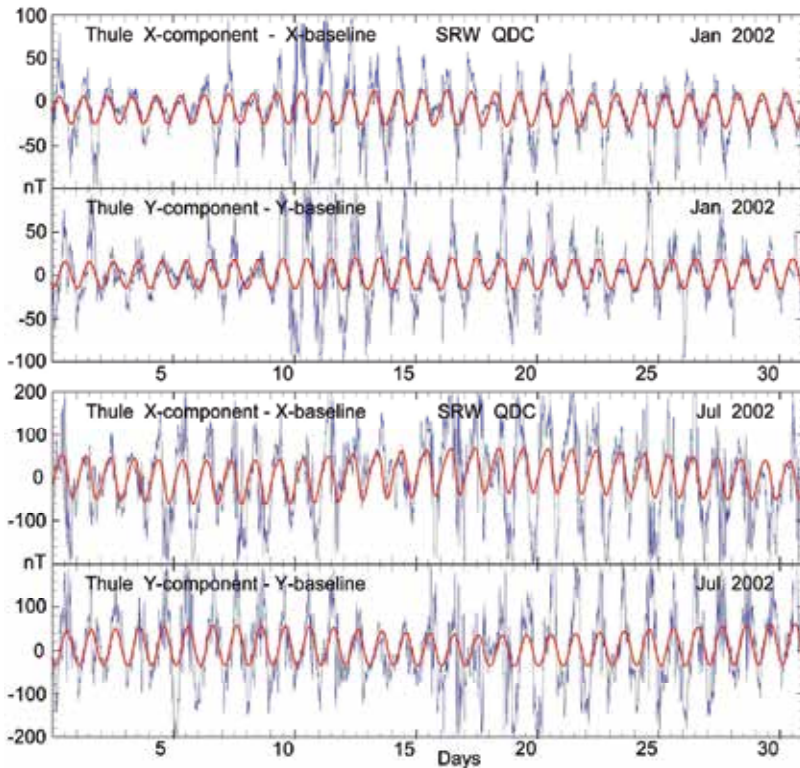 100
Thule X-component - X-baseline SRW QDC Jan 2002
50
0
-50
nT
Thule Y-component - Y-baseline Jan 2002
50
0
-50
-100
5 10 15 20 25 30
200
Thule X-component - X-baseline SRW QDC Jul 2002
100
0
-100
nT
Thule Y-component - Y-baseline Jul 2002
100
0
-100
-200
5 10 15 20 25 30
Days